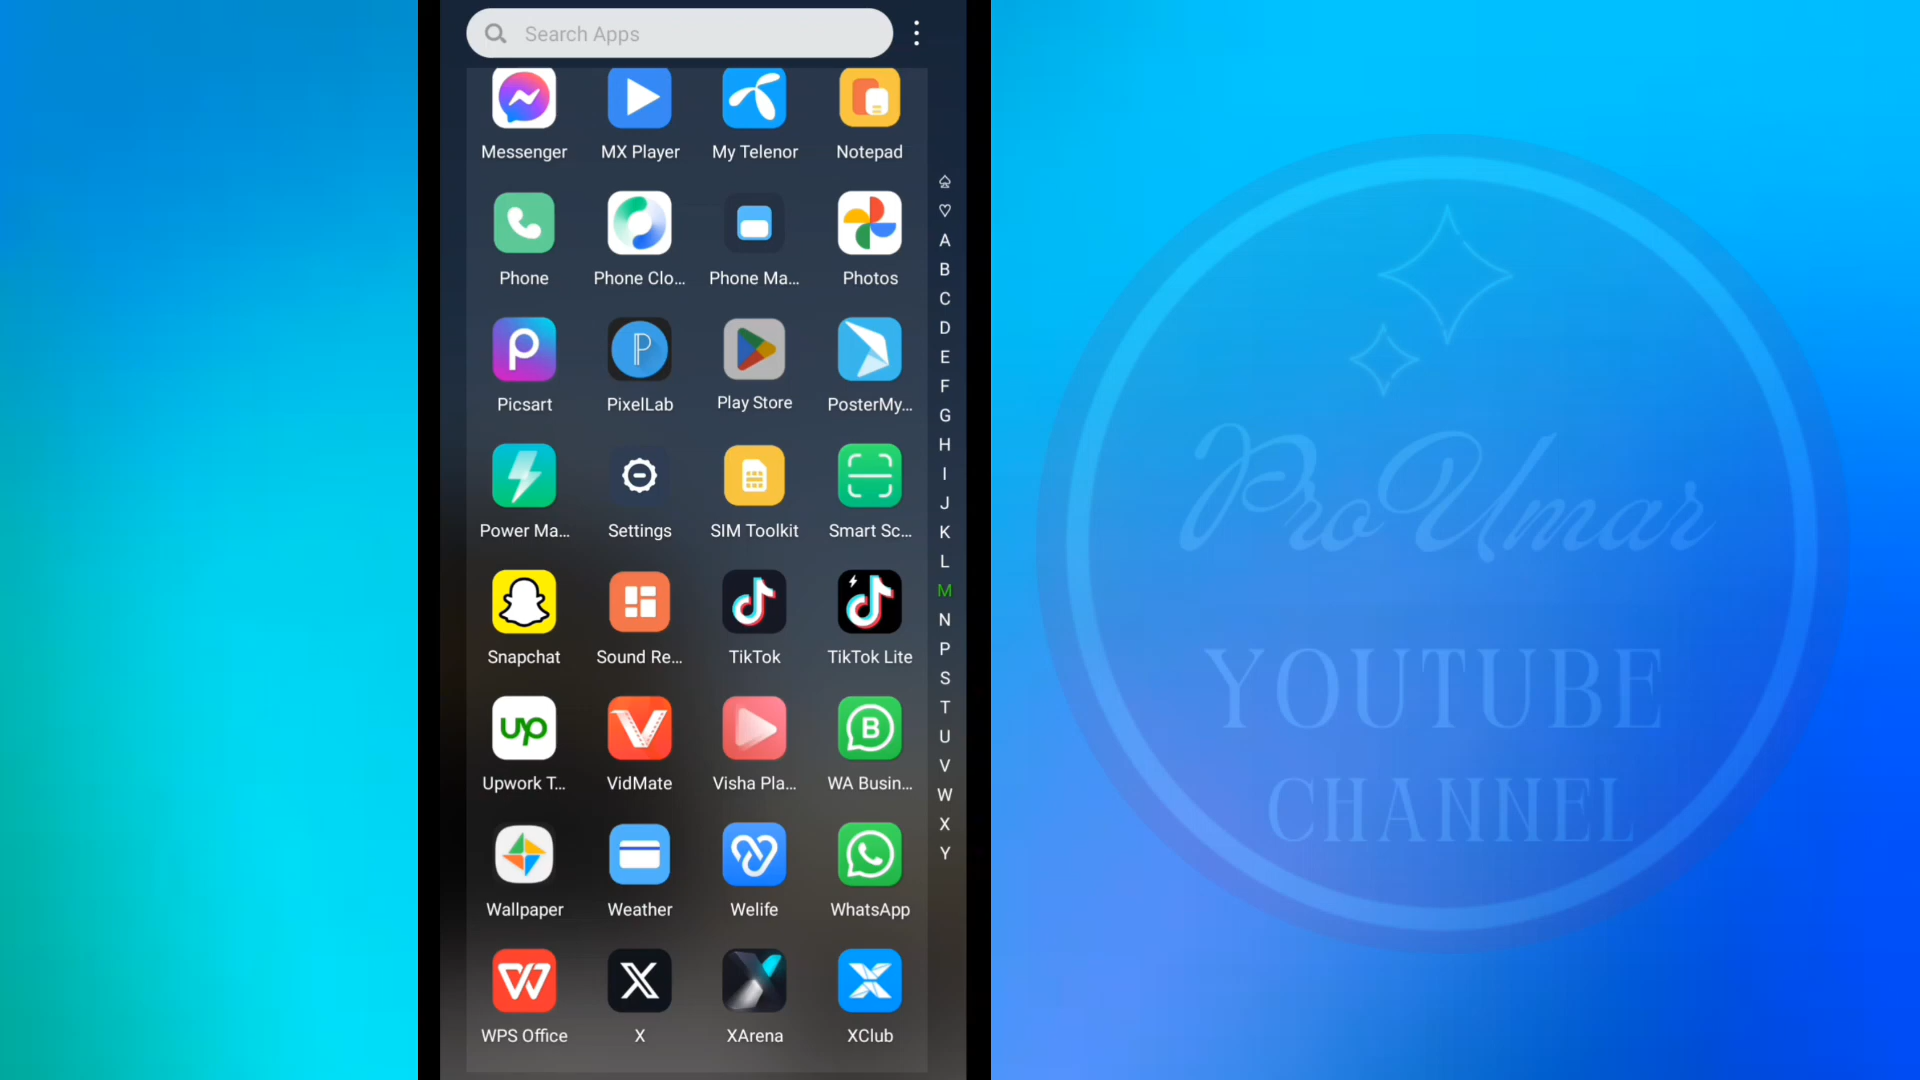 Search Apps
Messenger MX Player My Telenor Notepad
Phone Phone Clo... Phone Ma... Photos
Picsart PixelLab Play Store PosterMy...
Power Ma... Settings SIM Toolkit Smart Sc...
Snapchat Sound Re... TikTok TikTok Lite
up
B
Upwork T... VidMate Visha Pla... WA Busin...
Wallpaper Weather Welife WhatsApp
WPS Office X XArena XClub
A
B
C
D
E
F
G
H
I
J
K
L
M
N
P
S
T
U
V
W
X
Y
ProUmar
YOUTUBE
CHANNEL